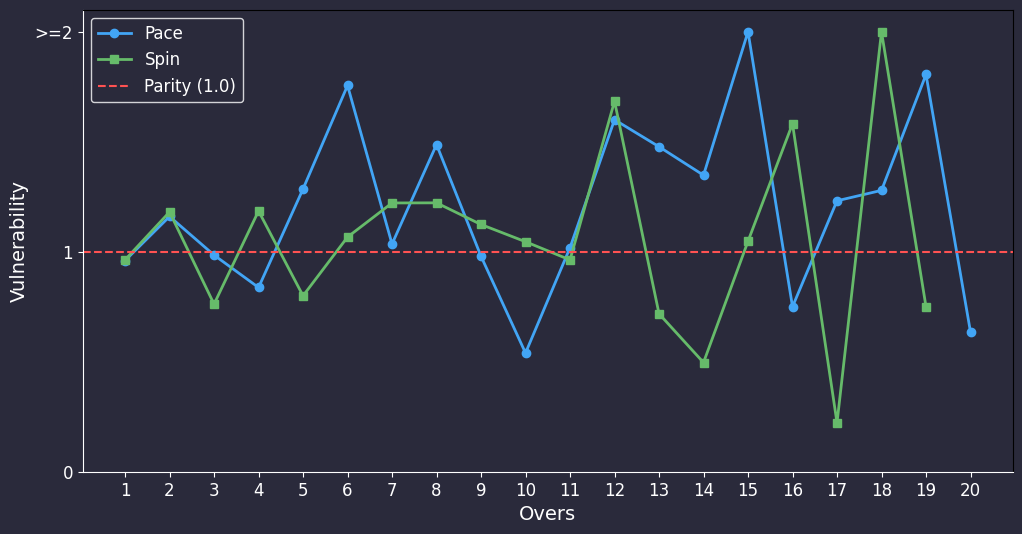 >=2
1
0
Vulnerability
Pace
Spin
Parity (1.0)
1 2 3 4 5 6 7 8 9 10 11 12 13 14 15 16 17 18 19 20
Overs